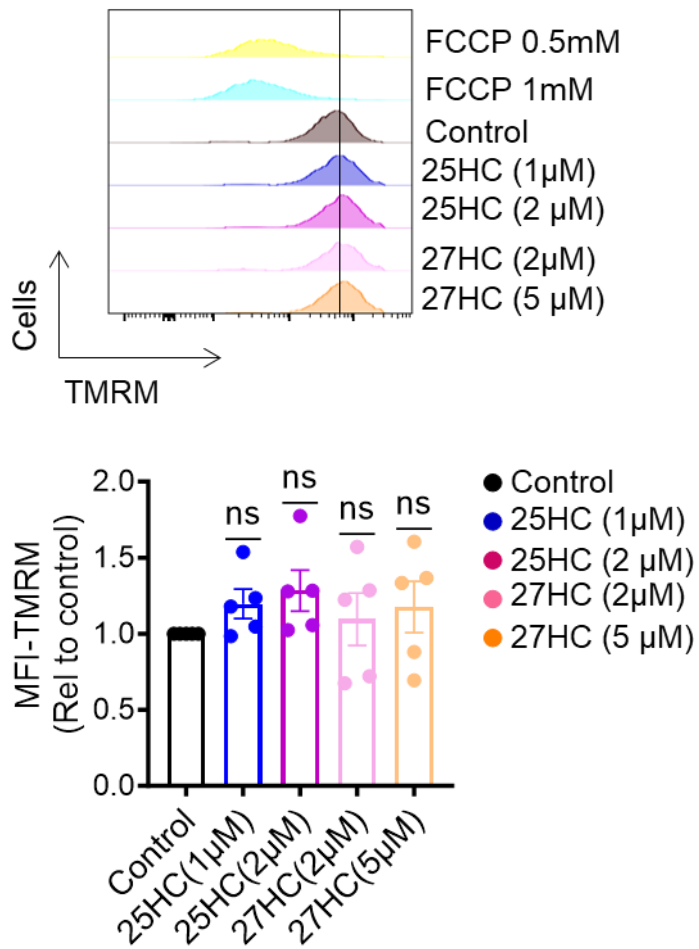 FCCP 0.5mM
FCCP 1mM
Control
25HC (1µM)
25HC (2 µM)
27HC (2µM)
27HC (5 µM)
Cells
TMRM
MFI-TMRM
(Rel to control)
2.0
1.5
1.0
0.5
0.0
ns
ns
ns
ns
Control
25HC(1µM)
25HC(2µM)
27HC(2µM)
27HC(5µM)
Control
25HC (1µM)
25HC (2 µM)
27HC (2µM)
27HC (5 µM)